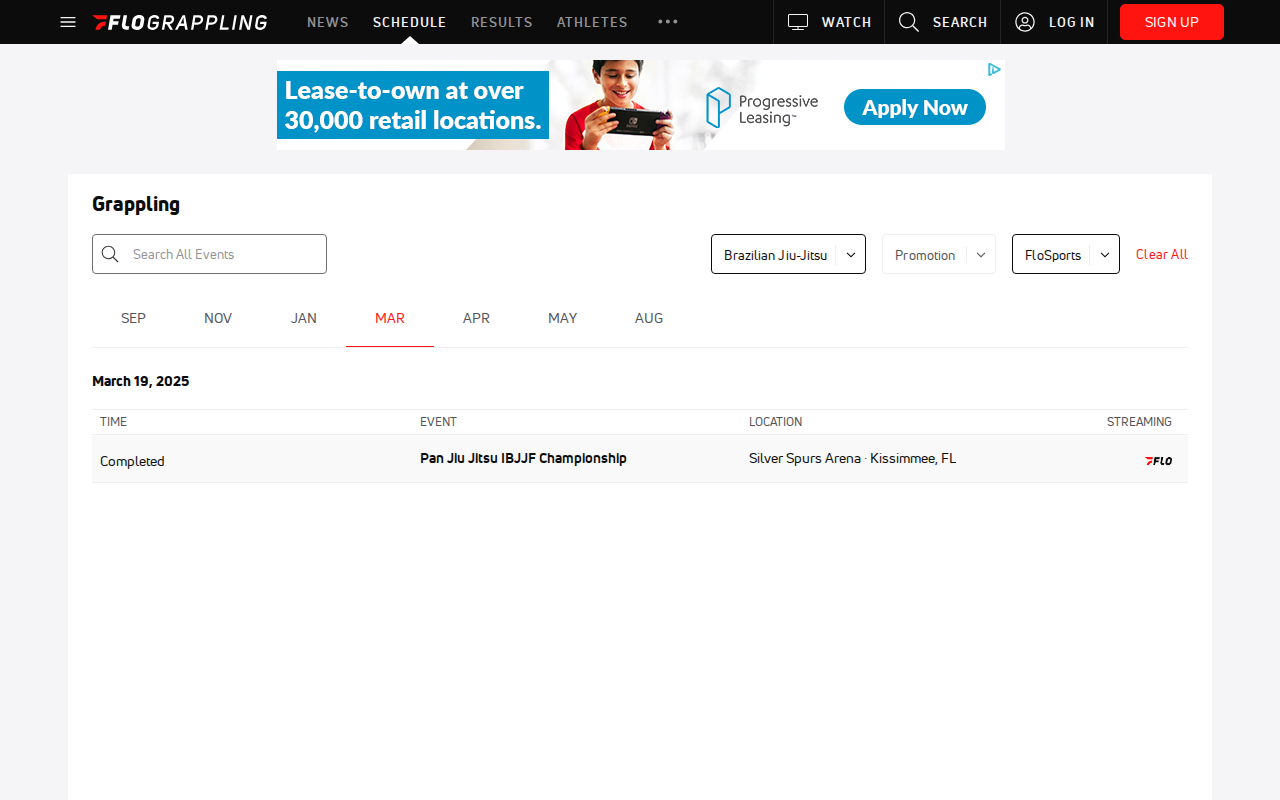 FLOGRAPPLING NEWS SCHEDULE RESULTS ATHLETES WATCH SEARCH LOG IN SIGN UP
Lease-to-own at over
30,000 retail locations.
Progressive
Leasing™
Apply Now
Grappling
Search All Events
Brazilian Jiu-Jitsu Promotion FloSports Clear All
SEP NOV JAN MAR APR MAY AUG
March 19, 2025
TIME EVENT LOCATION STREAMING
Completed Pan Jiu Jitsu IBJJF Championship Silver Spurs Arena · Kissimmee, FL FLO